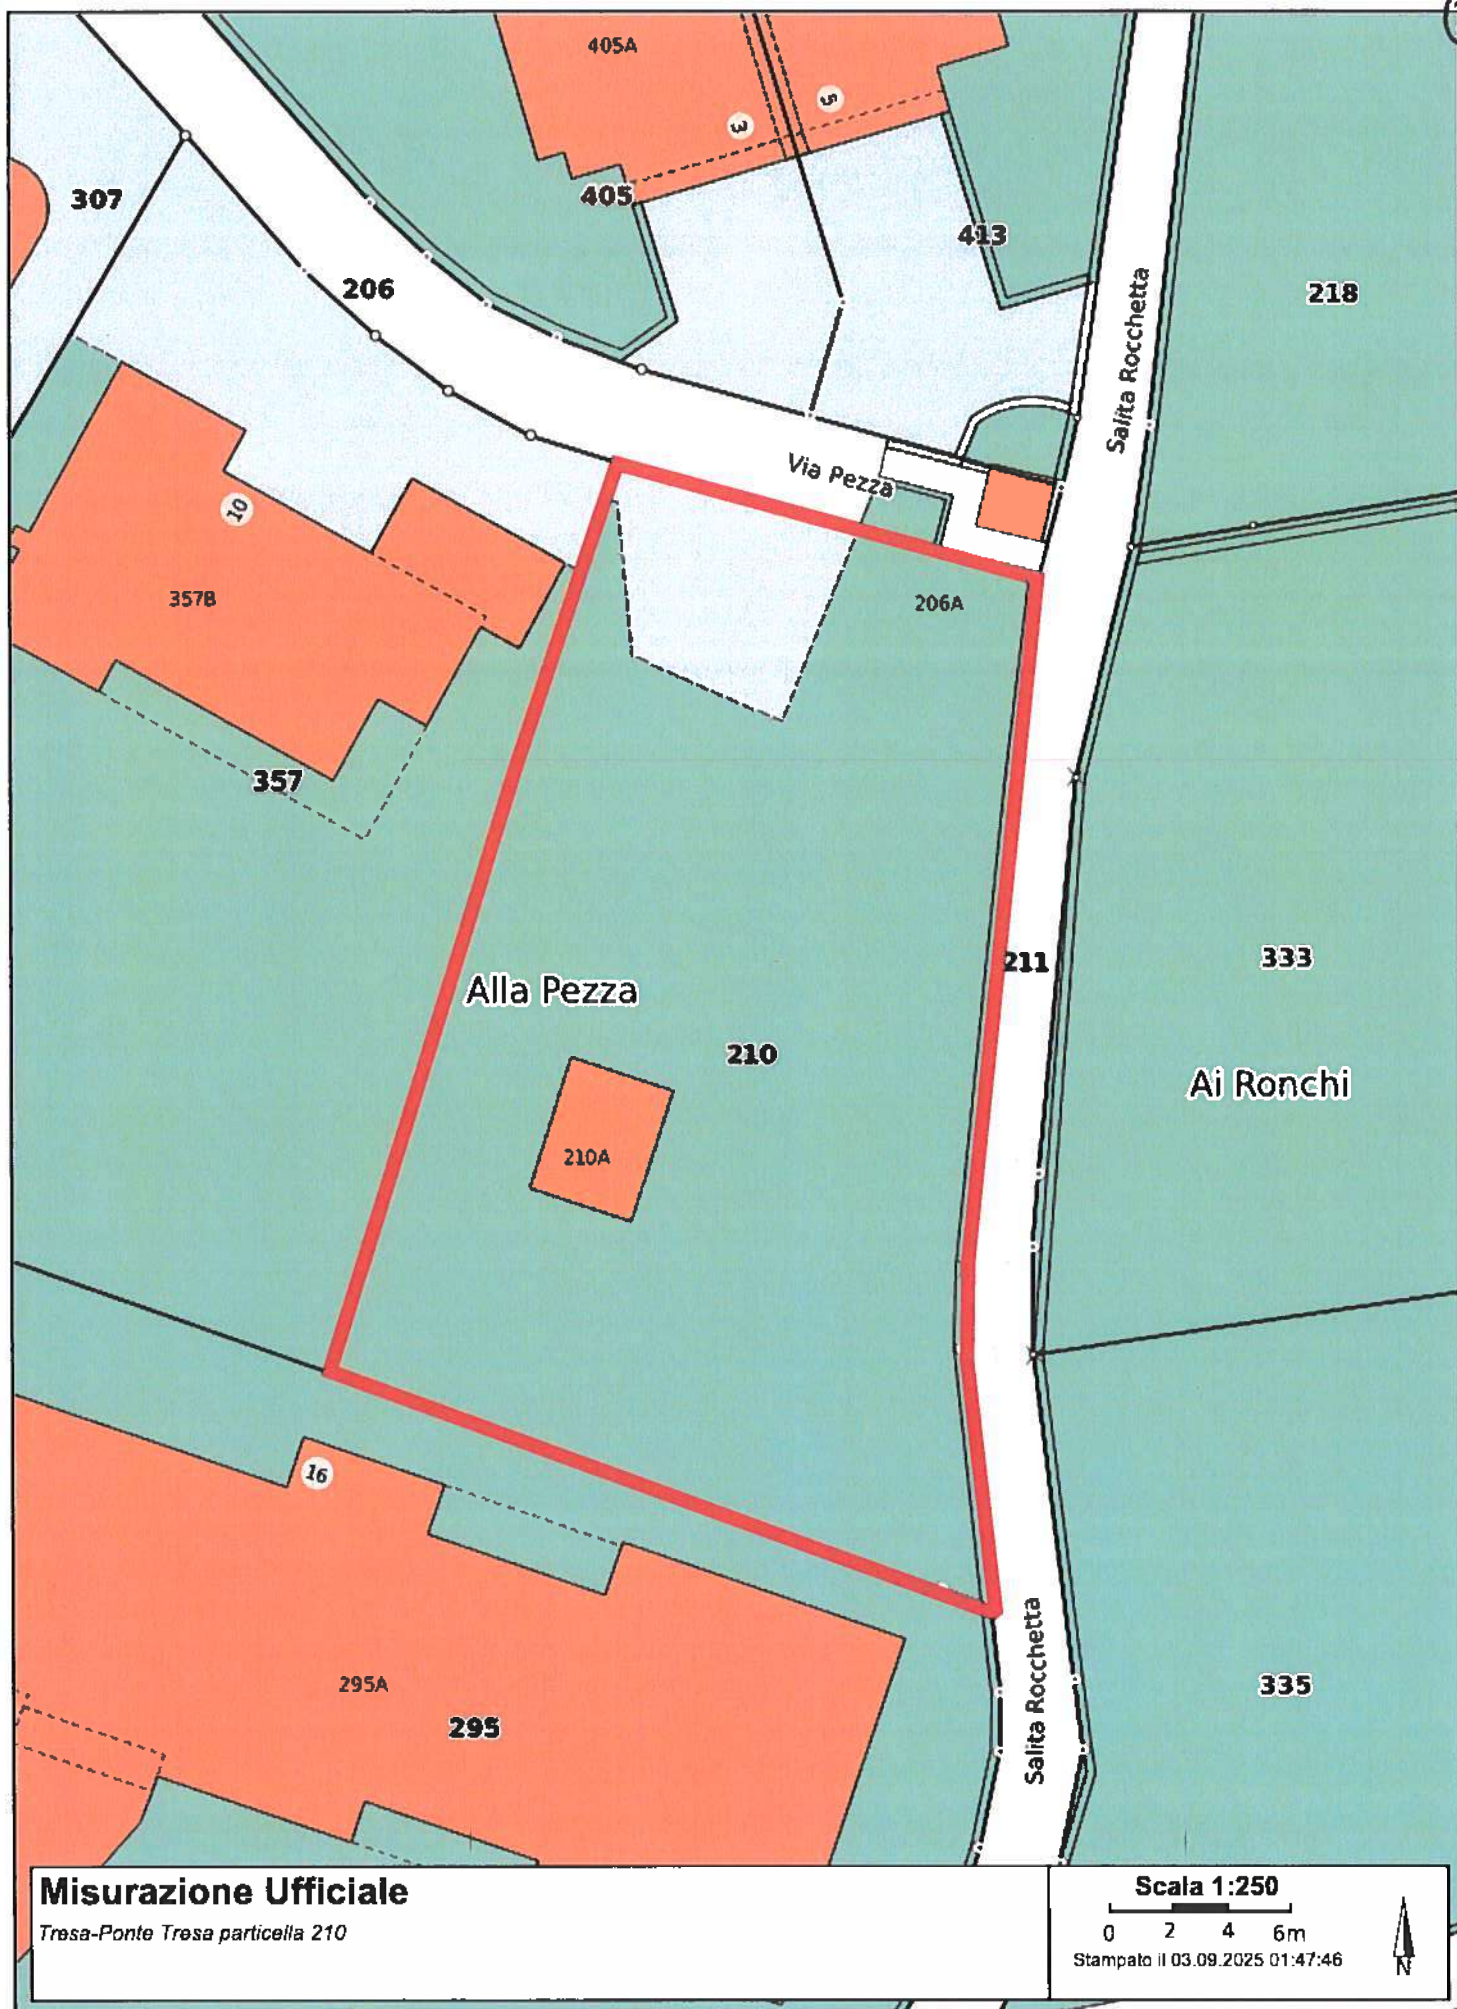 405A
5
3
307
405
413
206
218
Salita Rocchetta
Via Pezza
10
357B
206A
357
211
333
Alla Pezza
210
Ai Ronchi
210A
16
Salita Rocchetta
295A
335
295
Misurazione Ufficiale
Tresa-Ponte Tresa particella 210
Scala 1:250
0 2 4 6m
Stampato il 03.09.2025 01:47:46
N